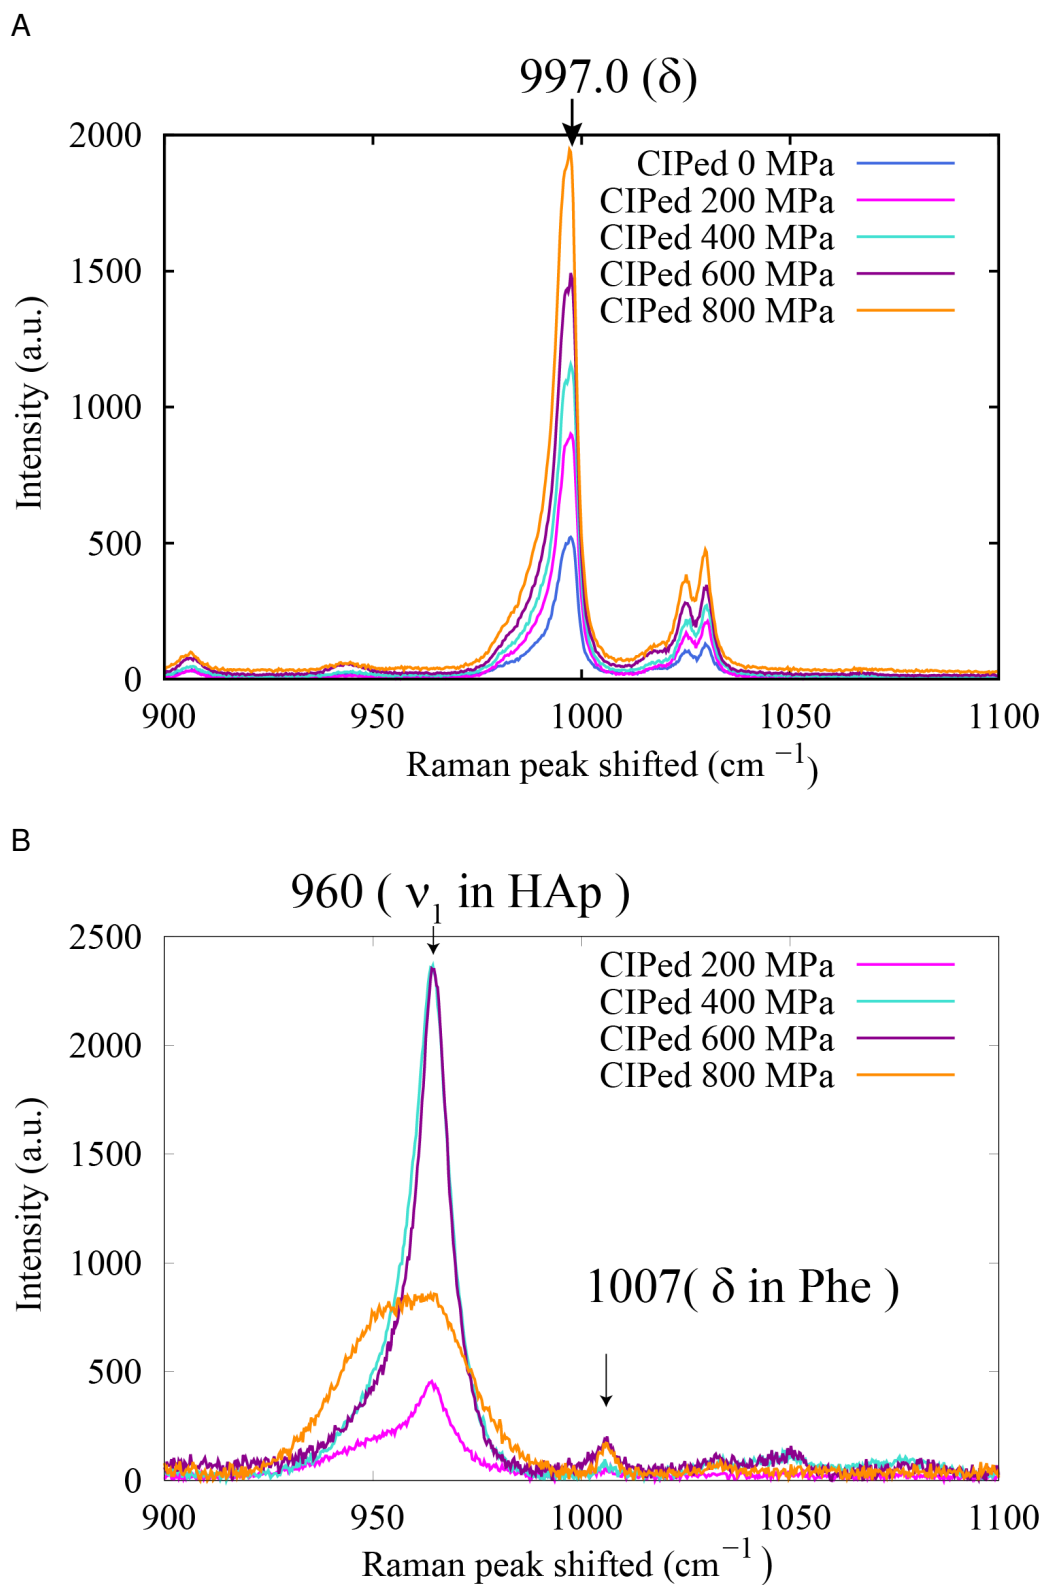 A
997.0 (δ)
2000
1500
1000
500
0
CIPed 0 MPa
CIPed 200 MPa
CIPed 400 MPa
CIPed 600 MPa
CIPed 800 MPa
Intensity (a.u.)
900 950 1000 1050 1100
Raman peak shifted (cm −1)
B
960 ( ν1 in HAp )
2500
2000
1500
1000
500
0
CIPed 200 MPa
CIPed 400 MPa
CIPed 600 MPa
CIPed 800 MPa
1007( δ in Phe )
Intensity (a.u.)
900 950 1000 1050 1100
Raman peak shifted (cm−1)